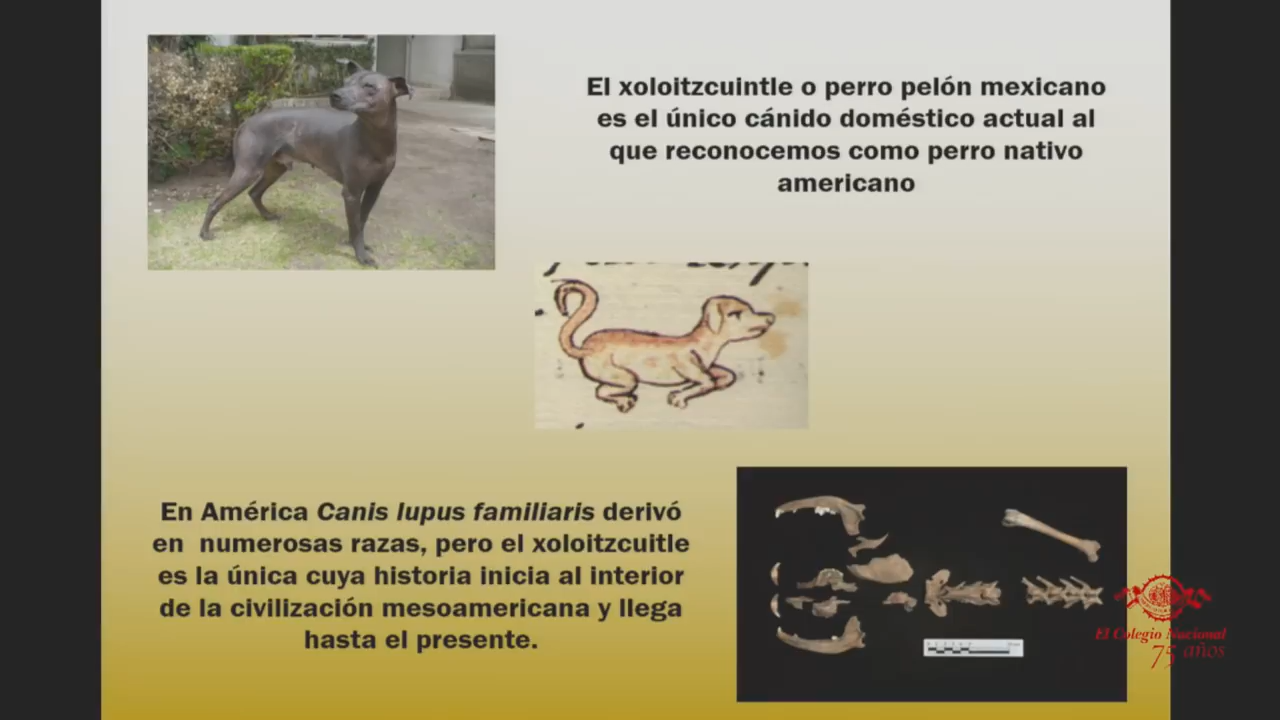 El xoloitzcuintle o perro pelón mexicano
es el único cánido doméstico actual al
que reconocemos como perro nativo
americano
En América Canis lupus familiaris derivó
en numerosas razas, pero el xoloitzcuitle
es la única cuya historia inicia al interior
de la civilización mesoamericana y llega
hasta el presente.
El Colegio Nacional
75 años